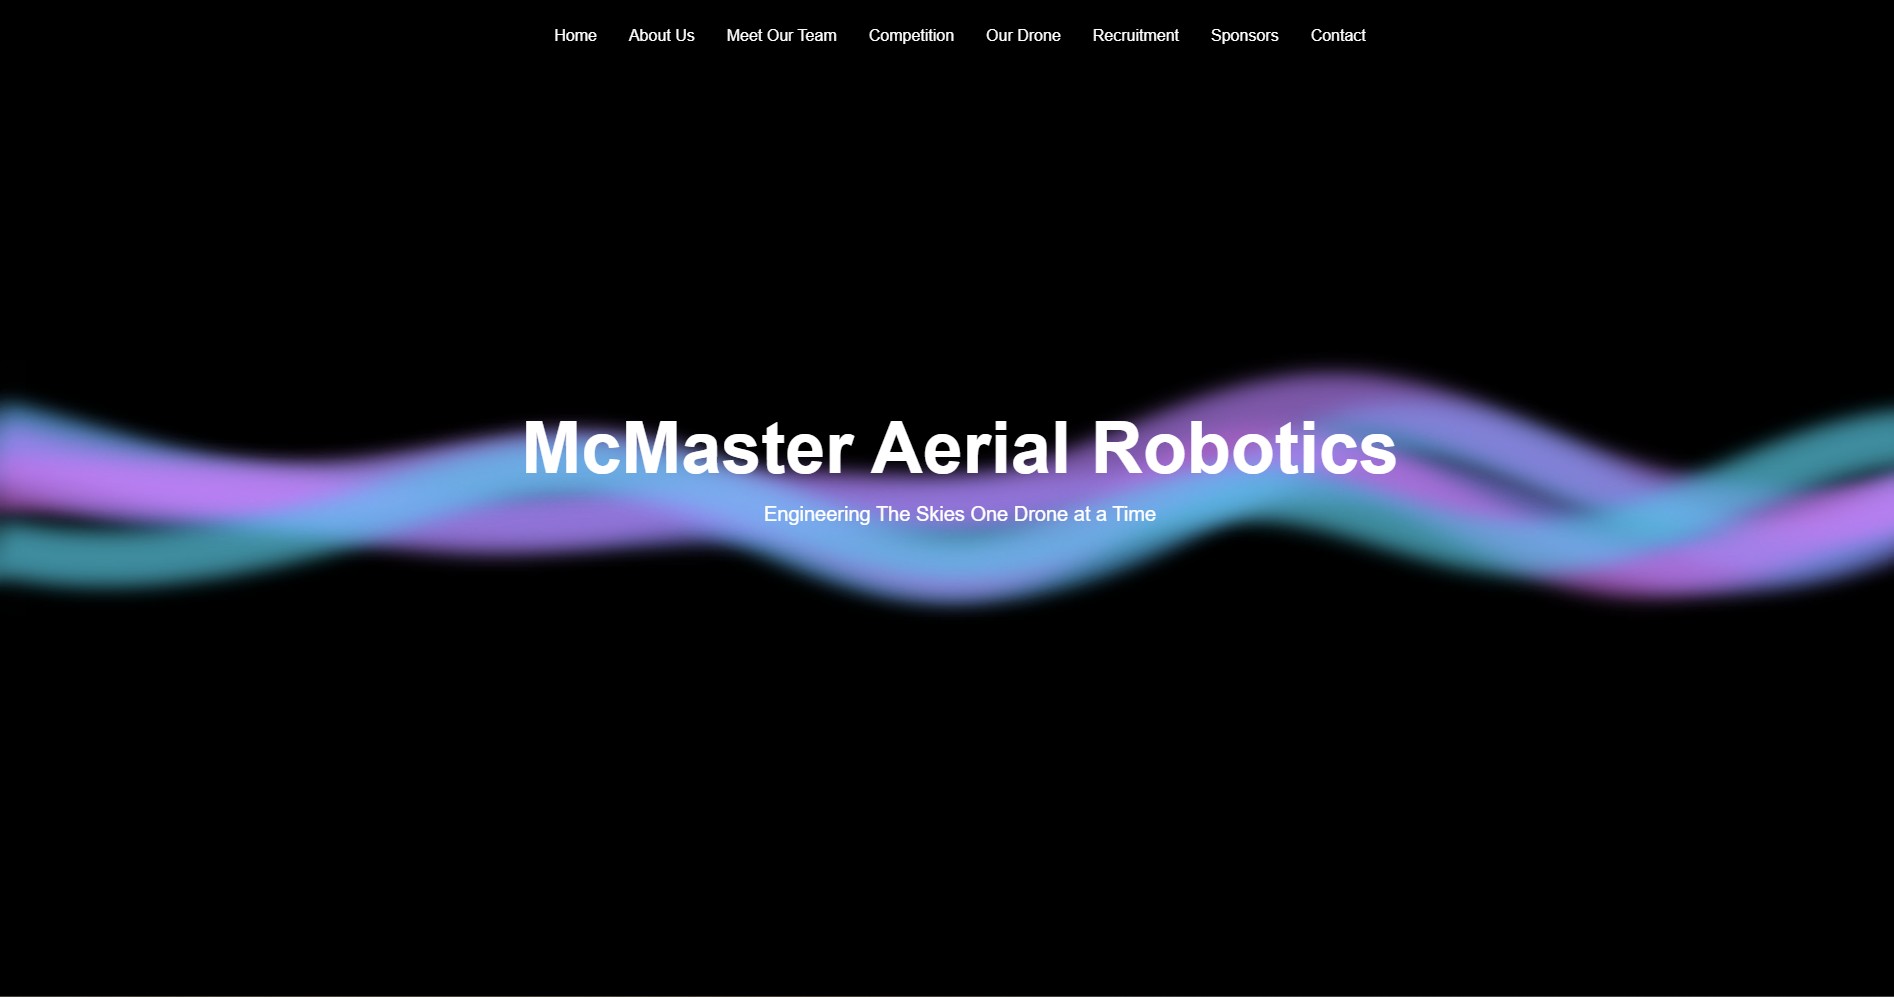 Home About Us Meet Our Team Competition Our Drone Recruitment Sponsors Contact
McMaster Aerial Robotics
Engineering The Skies One Drone at a Time